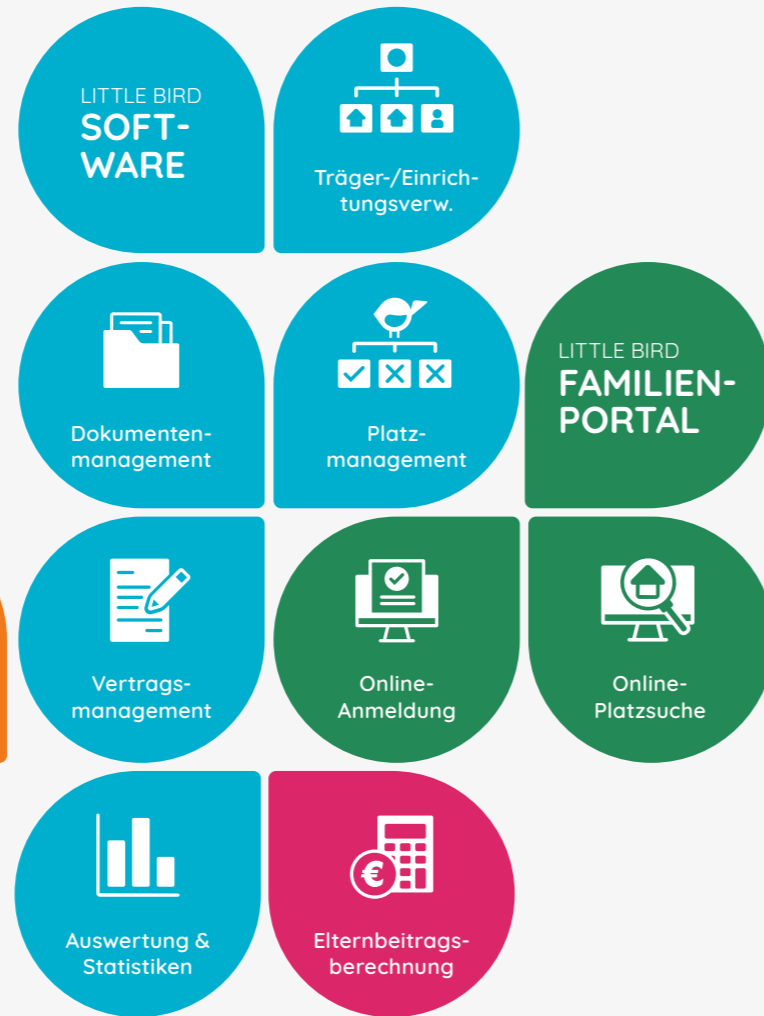 LITTLE BIRD
SOFT-
WARE
Träger-/Einrich-
tungsverw.
Dokumenten-
management
Platz-
management
LITTLE BIRD
FAMILIEN-
PORTAL
Vertrags-
management
Online-
Anmeldung
Online-
Platzsuche
Auswertung &
Statistiken
€
Elternbeitrags-
berechnung